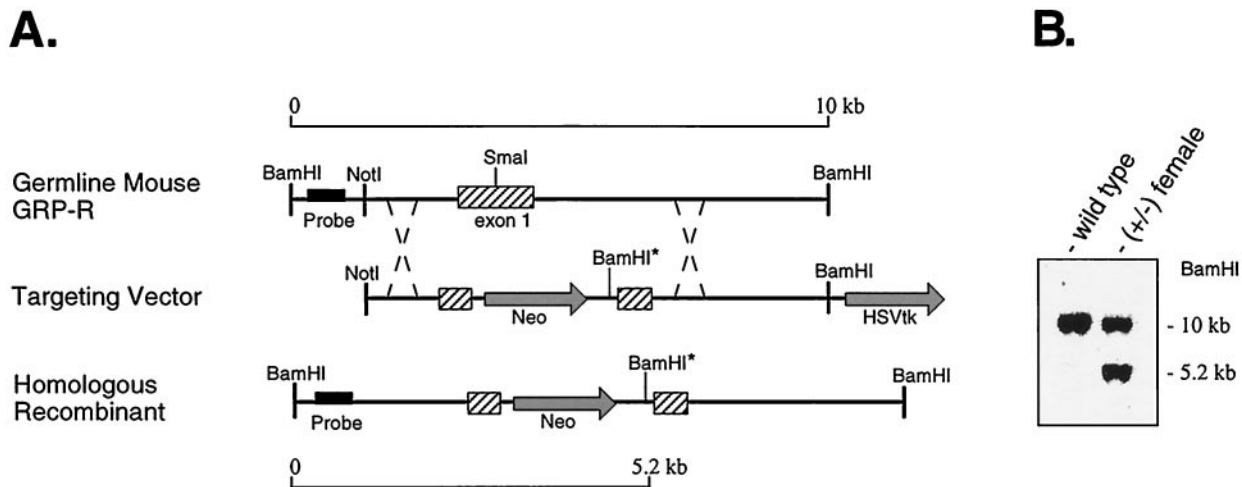 A.
0 10 kb
Germline Mouse
GRP-R
BamHI NotI SmaI BamHI
Probe exon 1
Targeting Vector
NotI BamHI* BamHI
Neo HSVtk
Homologous
Recombinant
BamHI BamHI* BamHI
Probe Neo
0 5.2 kb
B.
- wild type
- (+/-) female
BamHI
- 10 kb
- 5.2 kb